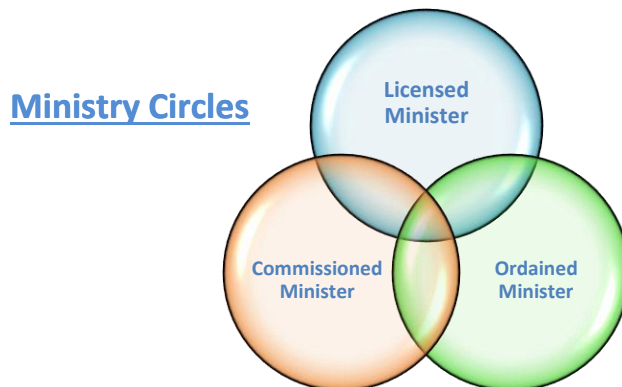 Ministry Circles
Licensed
Minister
Commissioned
Minister
Ordained
Minister